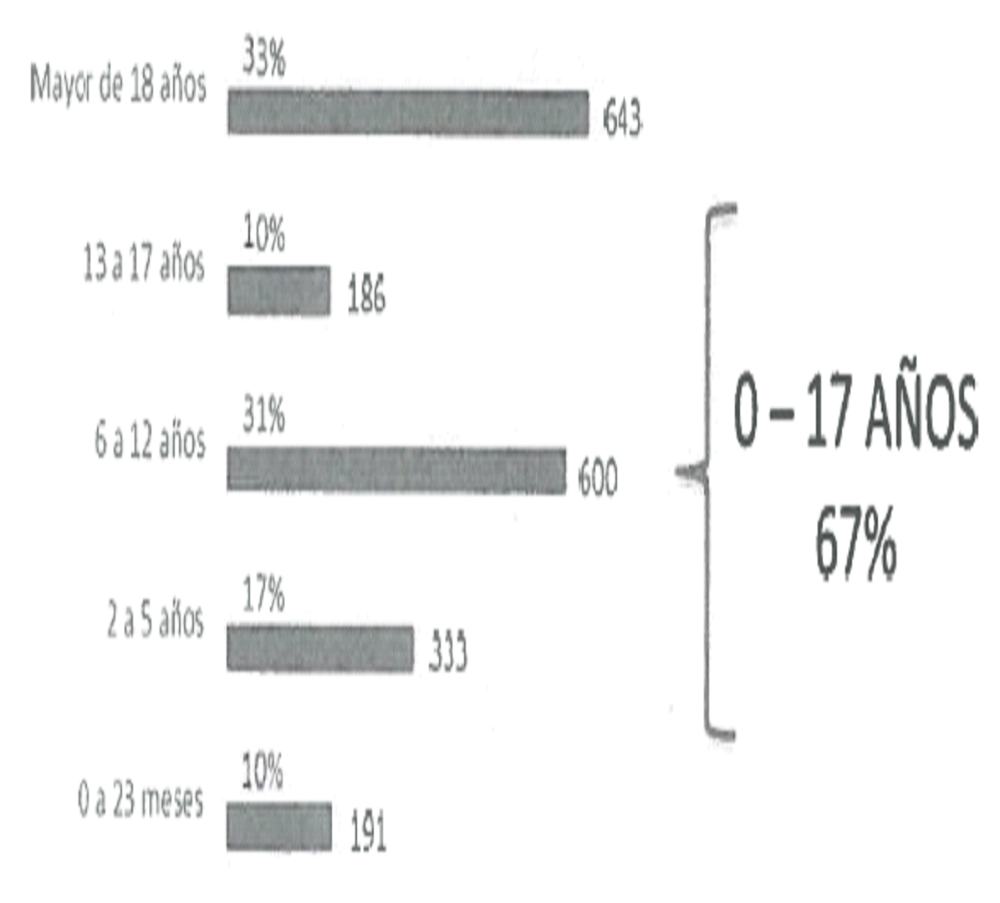 33%
Mayor de 18 años
643
10%
13 a 17 años
186
31%
6 a 12 años
600
0 – 17 AÑOS
67%
17%
2 a 5 años
333
10%
0 a 23 meses
191